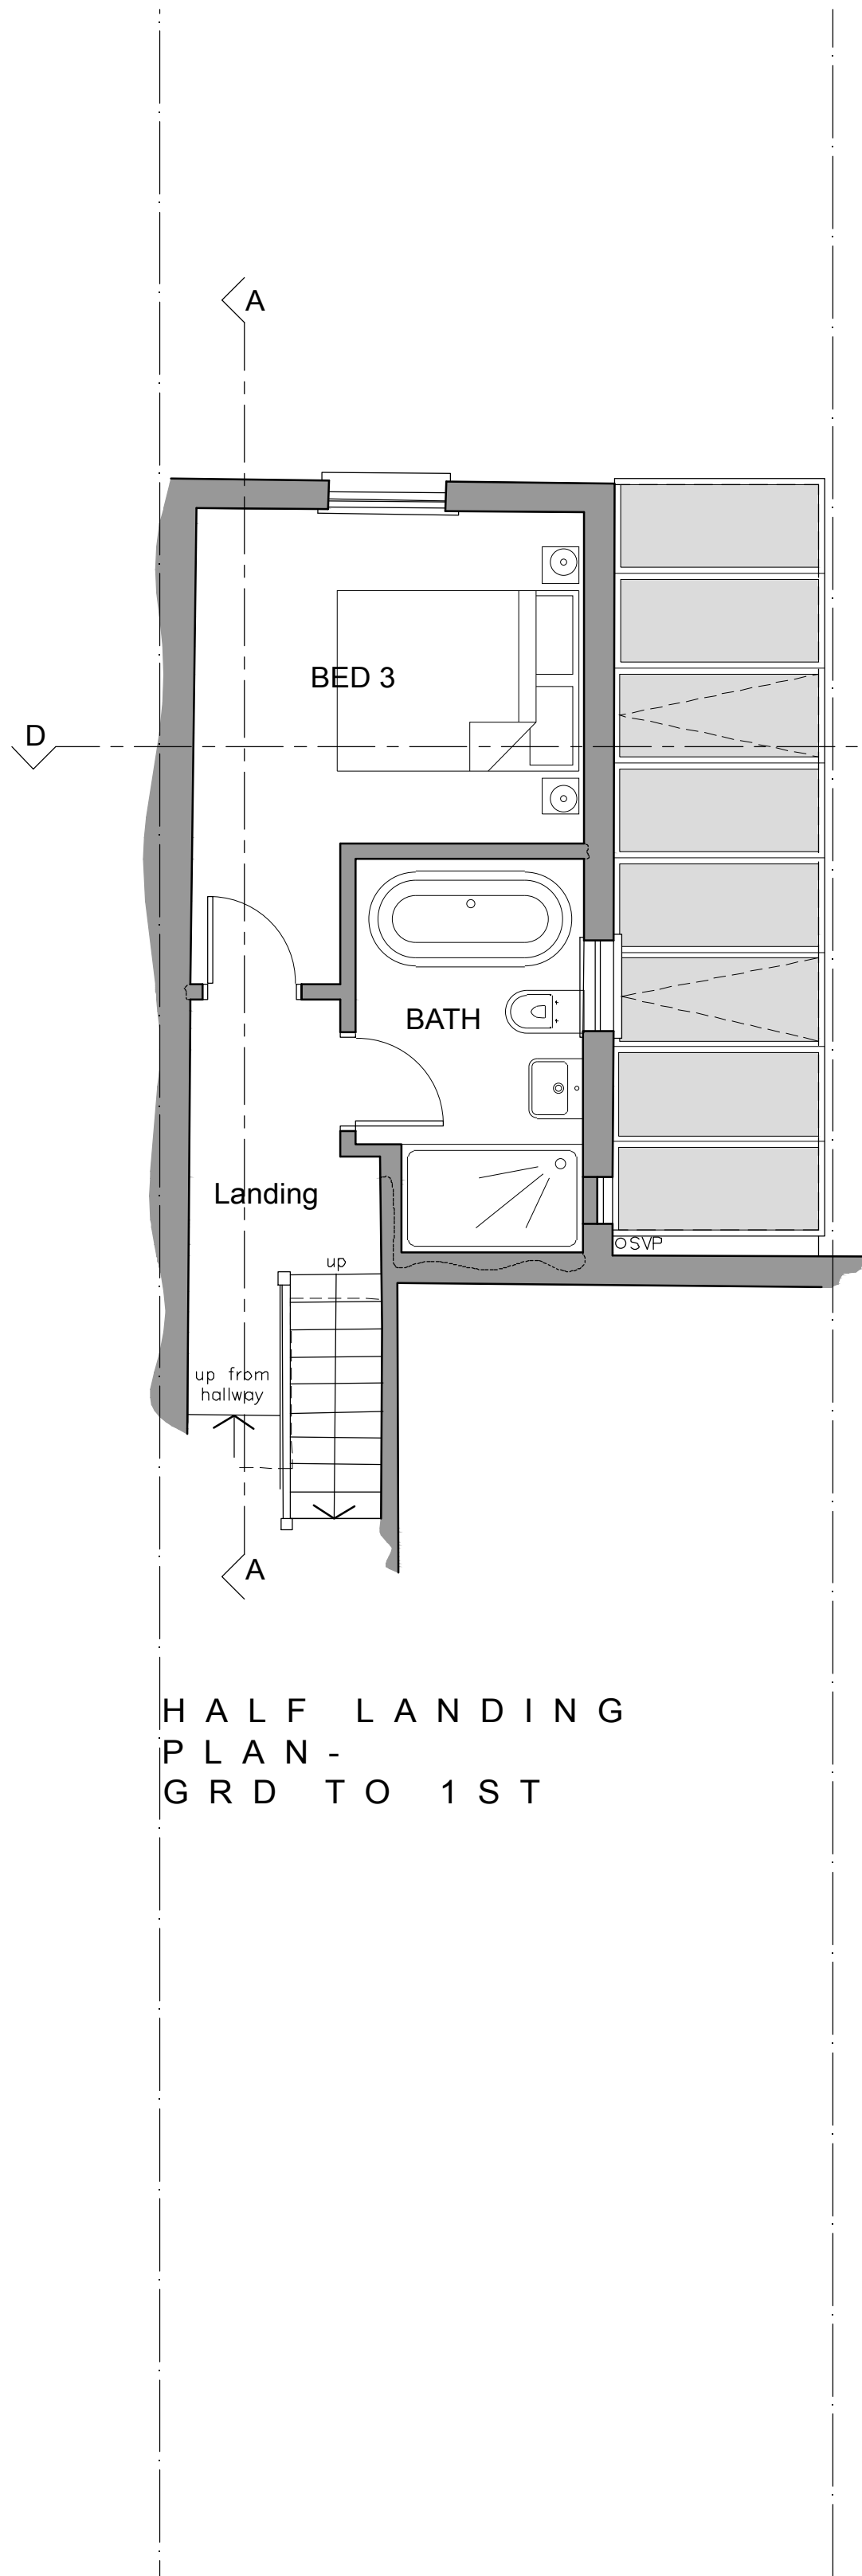 A
BED 3
D
BATH
Landing
SVP
up
up from
hallway
A
HALF LANDING
PLAN-
GRD TO 1ST